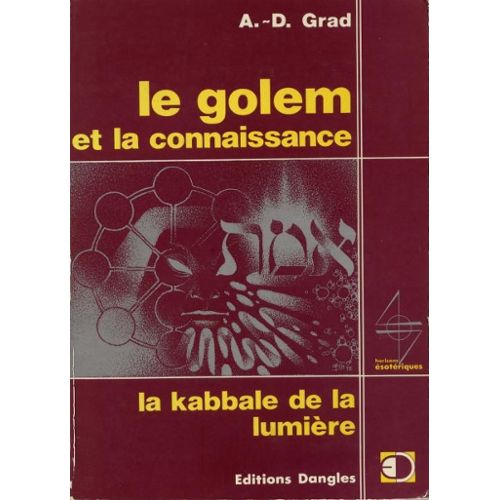 A.-D. Grad
le golem
et la connaissance
אמת
horizons
ésotériques
la kabbale de la
lumière
Editions Dangles